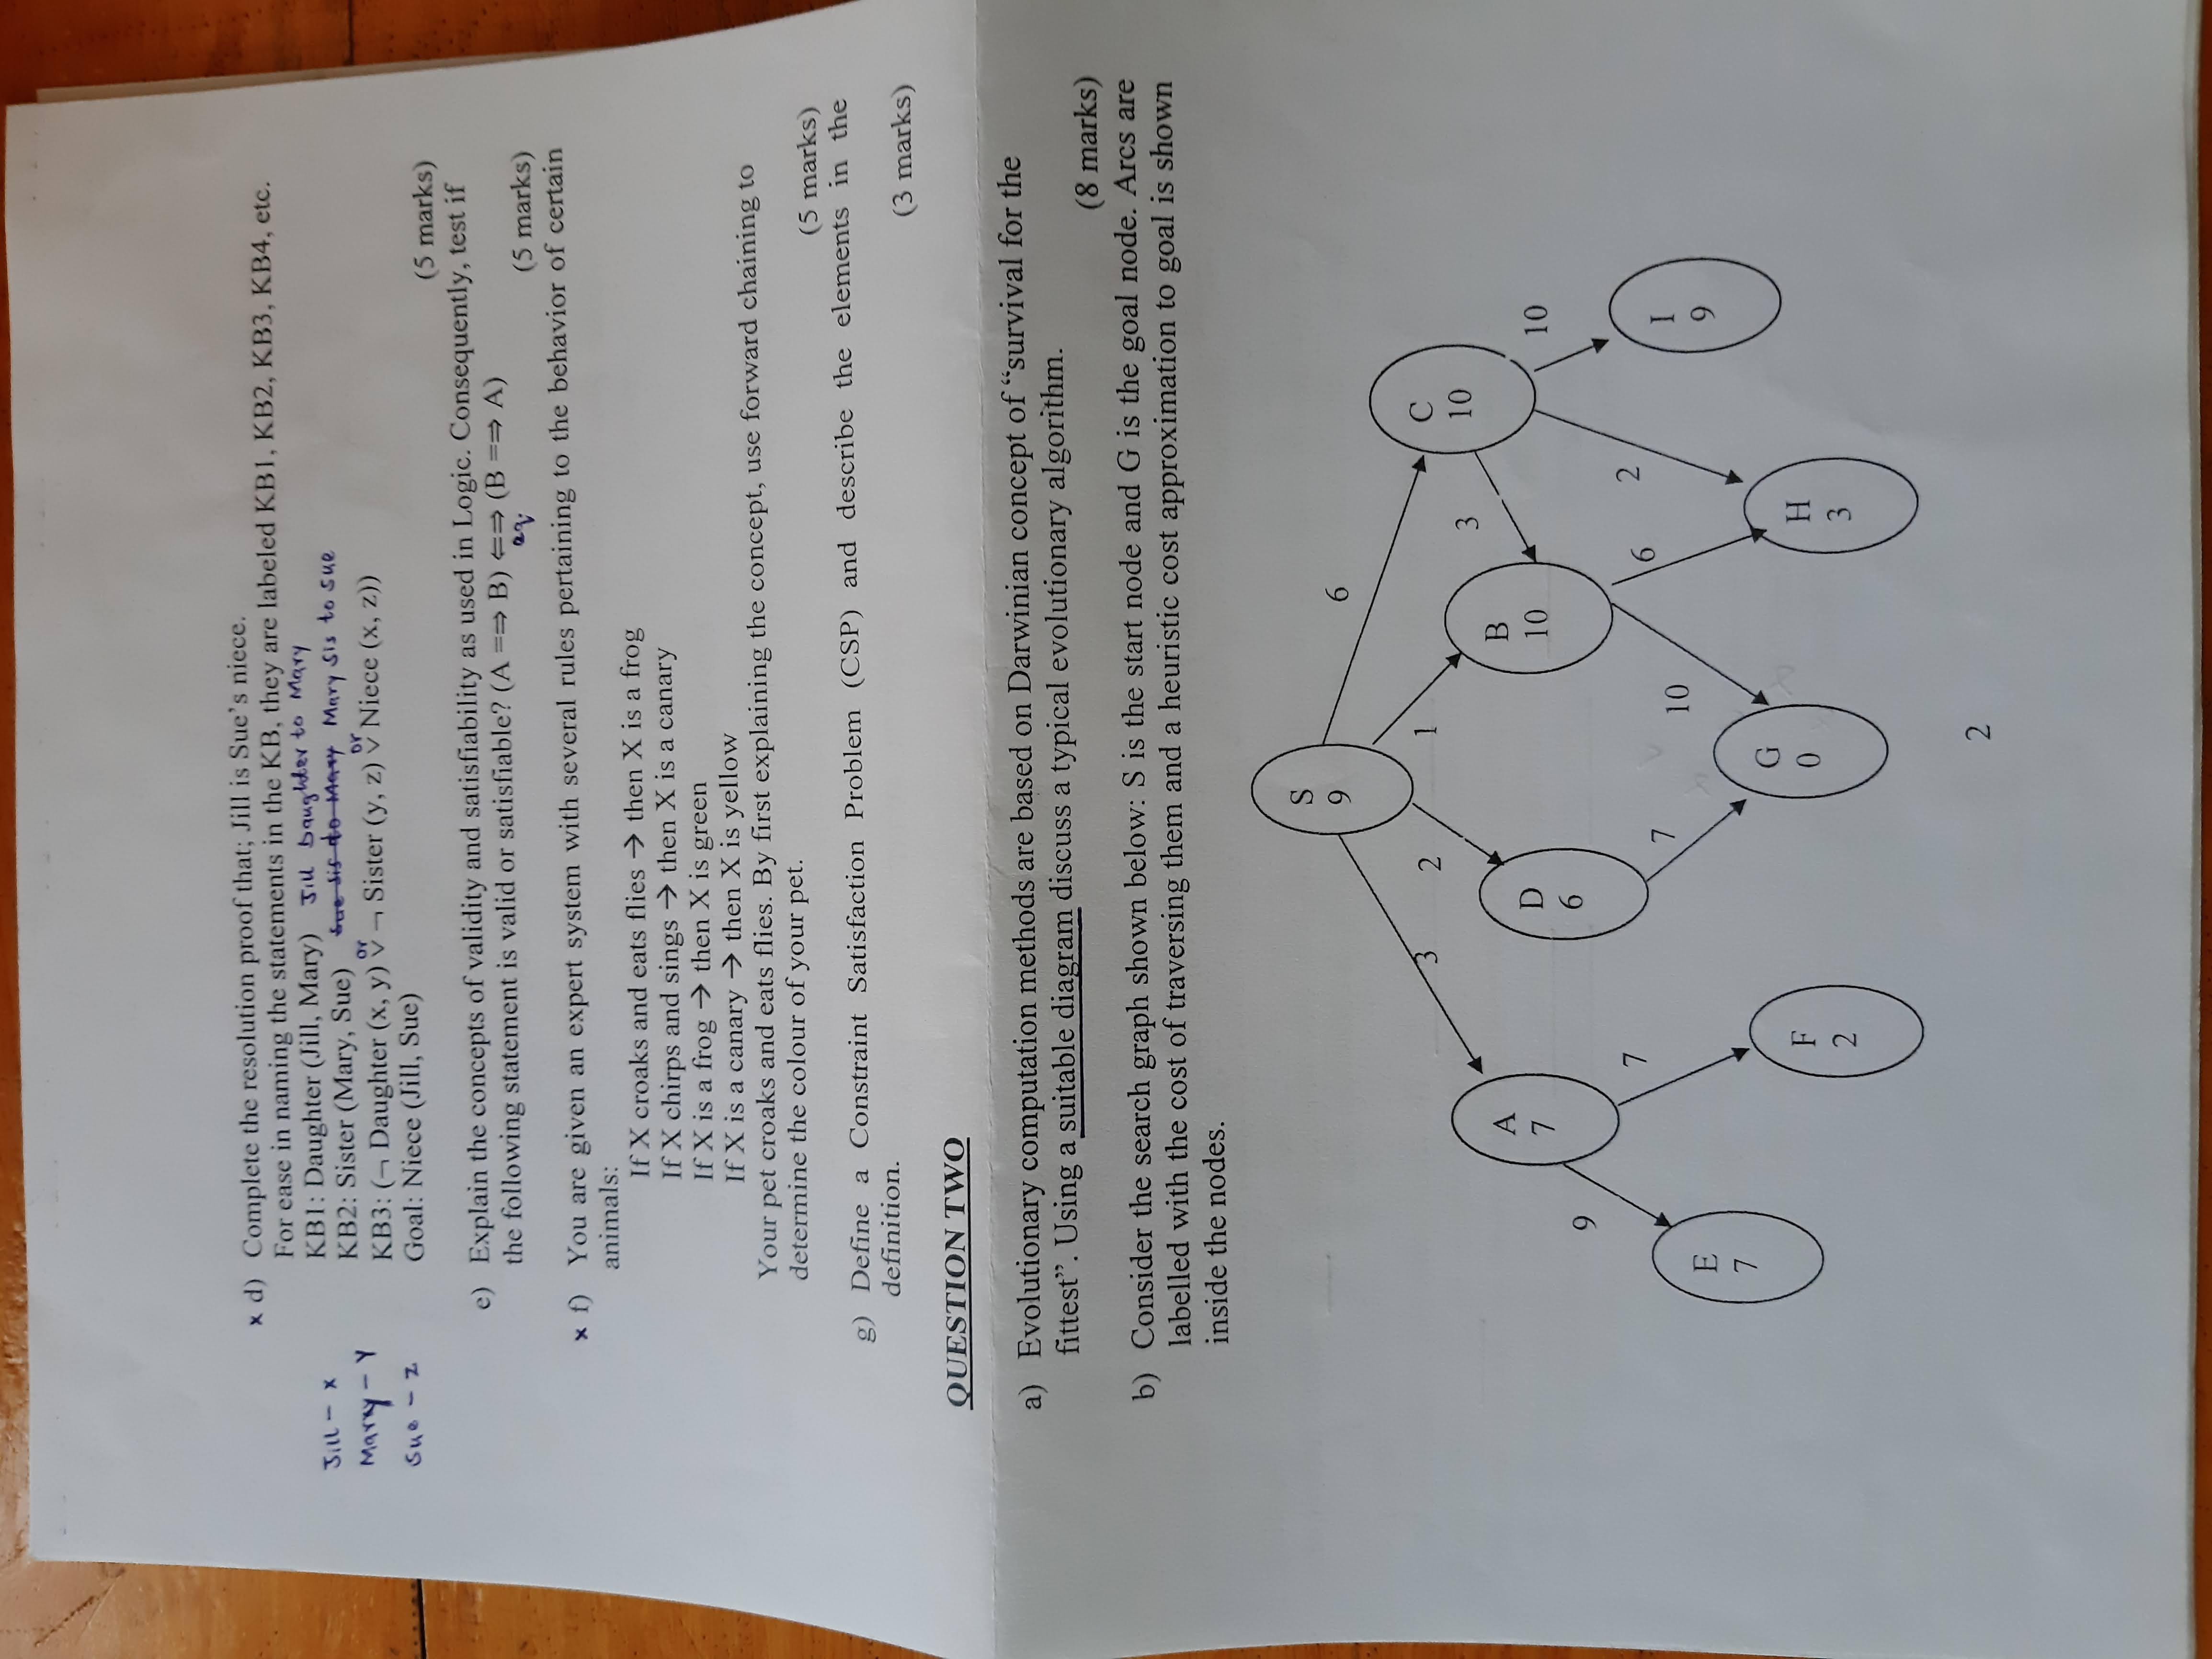 x d) Complete the resolution proof that; Jill is Sue's niece.
For ease in naming the statements in the KB, they are labeled KB1, KB2, KB3, KB4, etc.
KB1: Daughter (Jill, Mary) Jill Daughter to Mary
Jill - x
KB2: Sister (Mary, Sue) Sue sis to Mary Mary sis to sue
Marry - Y
or or
KB3: (¬ Daughter (x, y) ∨ ¬ Sister (y, z) ∨ Niece (x, z))
Sue - z
Goal: Niece (Jill, Sue)
(5 marks)
e) Explain the concepts of validity and satisfiability as used in Logic. Consequently, test if
the following statement is valid or satisfiable? (A ==> B) <==> (B ==> A)
eq.
(5 marks)
x f) You are given an expert system with several rules pertaining to the behavior of certain
animals:
If X croaks and eats flies → then X is a frog
If X chirps and sings → then X is a canary
If X is a frog → then X is green
If X is a canary → then X is yellow
Your pet croaks and eats flies. By first explaining the concept, use forward chaining to
determine the colour of your pet.
(5 marks)
g) Define a Constraint Satisfaction Problem (CSP) and describe the elements in the
definition.
(3 marks)
QUESTION TWO
a) Evolutionary computation methods are based on Darwinian concept of “survival for the
fittest”. Using a suitable diagram discuss a typical evolutionary algorithm.
(8 marks)
b) Consider the search graph shown below: S is the start node and G is the goal node. Arcs are
labelled with the cost of traversing them and a heuristic cost approximation to goal is shown
inside the nodes.
S
9
6
3
2
1
C
10
3
A
7
D
6
B
10
10
9
7
7
10
6
2
E
7
I
9
F
2
G
0
H
3
2